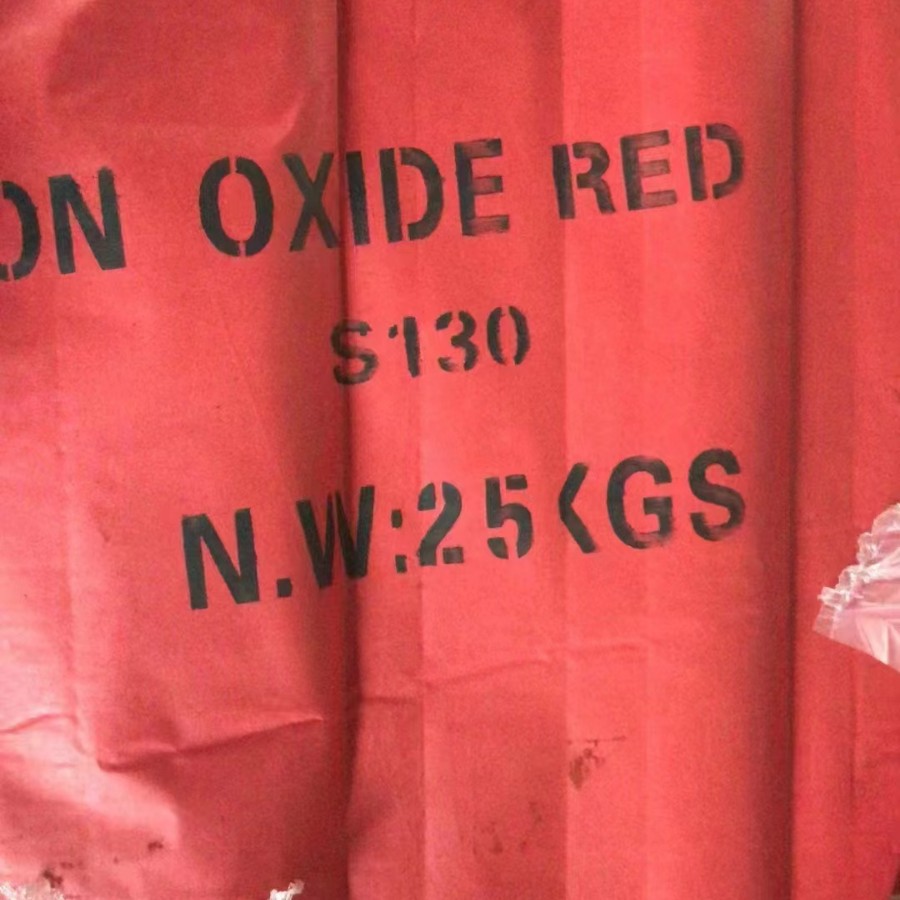 ON OXIDE RED
S130
N.W:25KGS